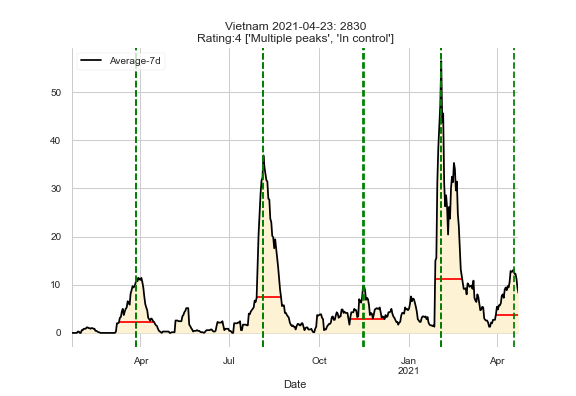 Vietnam 2021-04-23: 2830
Rating:4 ['Multiple peaks', 'In control']
Average-7d
50
40
30
20
10
0
Apr
Jul
Oct
Jan
2021
Apr
Date